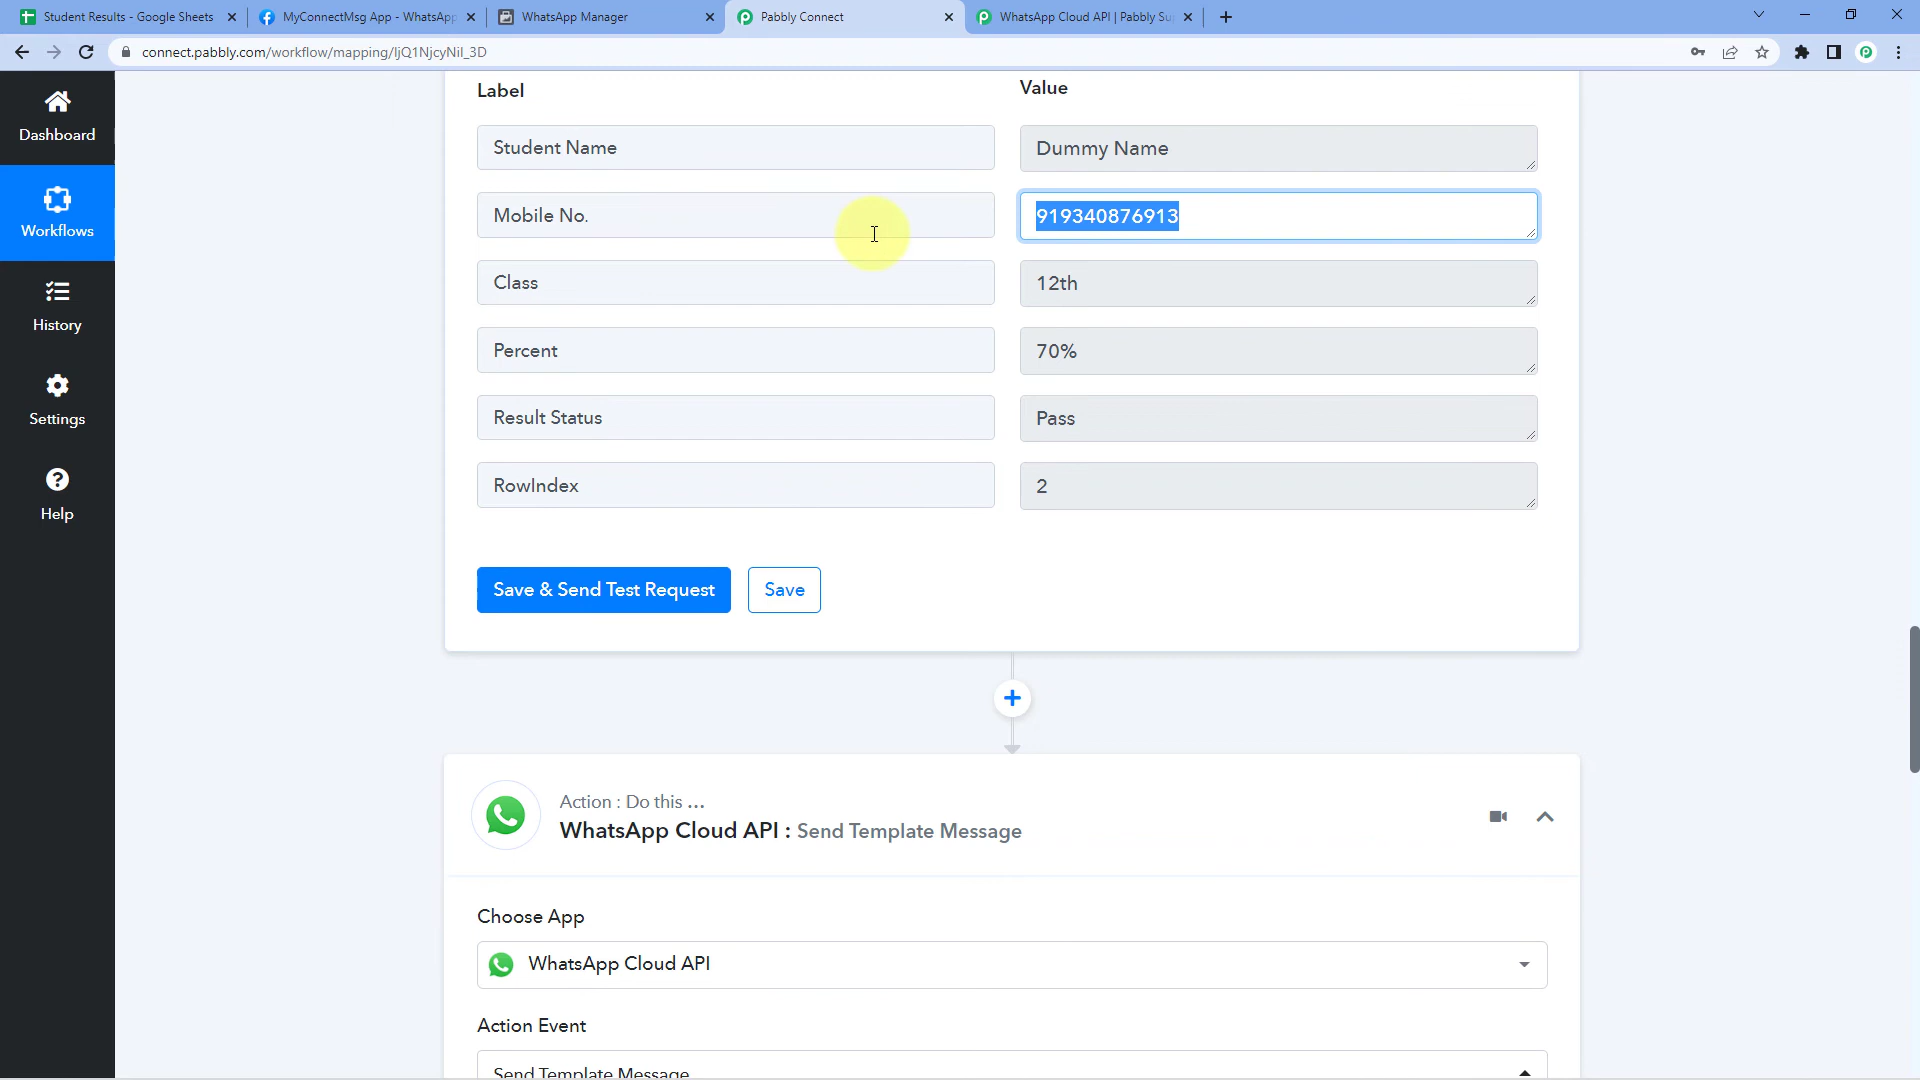 Student Results - Google Sheets
MyConnectMsg App - WhatsApp
WhatsApp Manager
Pabbly Connect
WhatsApp Cloud API | Pabbly Su
connect.pabbly.com/workflow/mapping/IjQ1NjcyNiI_3D
Dashboard
Workflows
History
Settings
Help
Label Value
Student Name Dummy Name
Mobile No. 919340876913
Class 12th
Percent 70%
Result Status Pass
RowIndex 2
Save & Send Test Request Save
Action : Do this ...
WhatsApp Cloud API : Send Template Message
Choose App
WhatsApp Cloud API
Action Event
Send Template Message